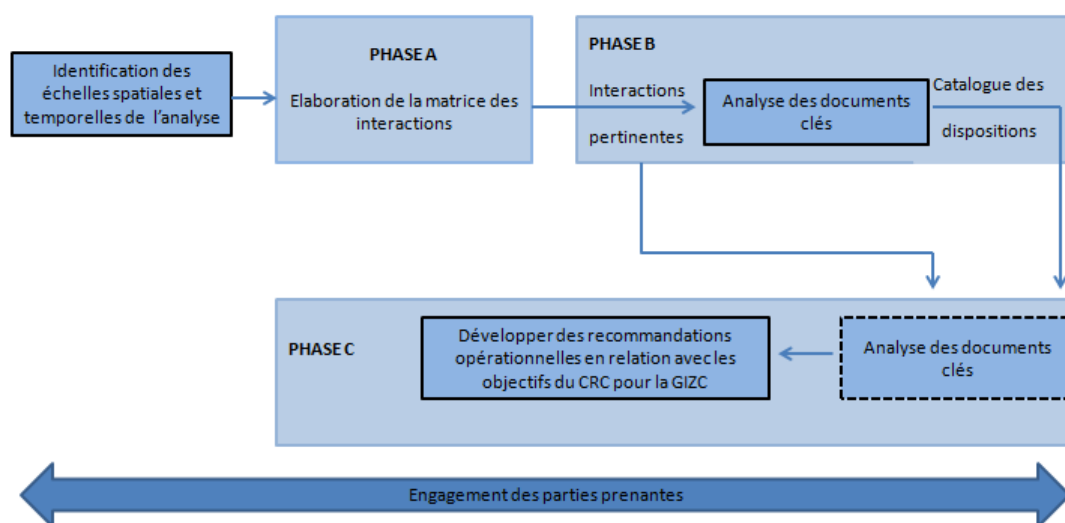 Identification des
échelles spatiales et
temporelles de l'analyse
PHASE A
Elaboration de la matrice des
interactions
PHASE B
Interactions
pertinentes
Analyse des documents
clés
Catalogue des
dispositions
PHASE C
Développer des recommandations
opérationnelles en relation avec les
objectifs du CRC pour la GIZC
Analyse des documents
clés
Engagement des parties prenantes